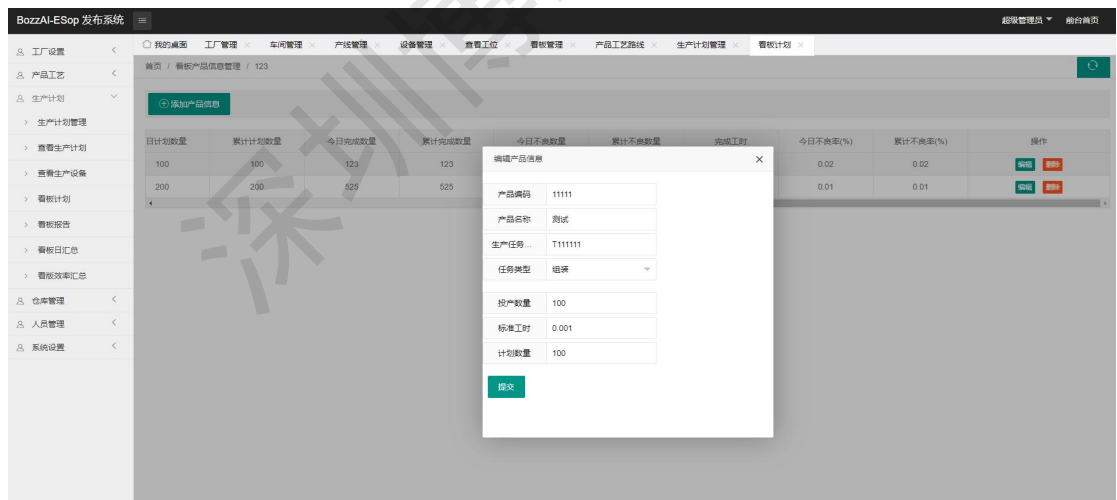 BozzAI-ESop 发布系统
超级管理员 前台首页
工厂设置
产品工艺
生产计划
生产计划管理
查看生产计划
查看生产设备
看板计划
看板报告
看板日汇总
看版效率汇总
仓库管理
人员管理
系统设置
我的桌面 工厂管理 车间管理 产线管理 设备管理 查看工位 看板管理 产品工艺路线 生产计划管理 看板计划
首页 / 看板产品信息管理 / 123
添加产品信息
日计划数量 累计计划数量 今日完成数量 累计完成数量 今日不良数量 累计不良数量 完成工时 今日不良率(%) 累计不良率(%) 操作
100 100 123 123 0.02 0.02 编辑 删除
200 200 525 525 0.01 0.01 编辑 删除
编辑产品信息
产品编码 11111
产品名称 测试
生产任务... T111111
任务类型 组装
投产数量 100
标准工时 0.001
计划数量 100
提交
深圳博